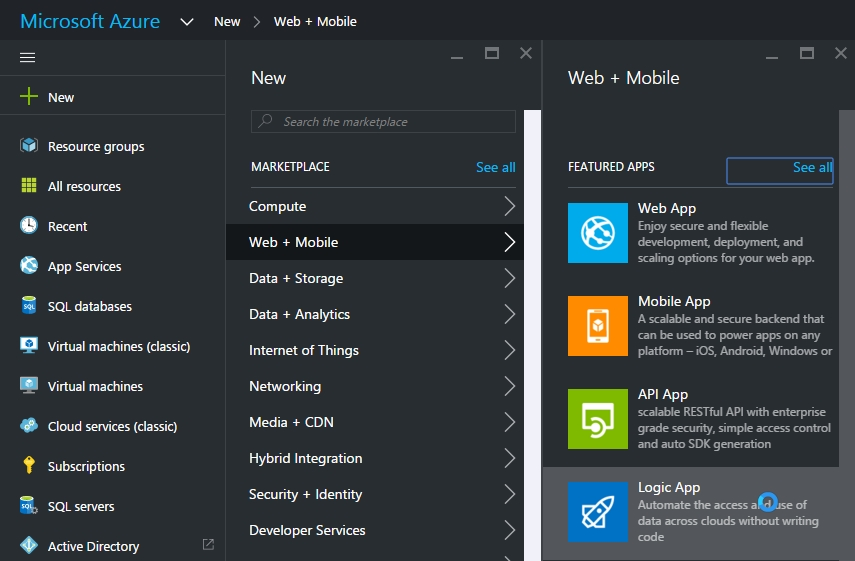 Microsoft Azure New > Web + Mobile
New
Resource groups
All resources
Recent
App Services
SQL databases
Virtual machines (classic)
Virtual machines
Cloud services (classic)
Subscriptions
SQL servers
Active Directory
New
Search the marketplace
MARKETPLACE See all
Compute
Web + Mobile
Data + Storage
Data + Analytics
Internet of Things
Networking
Media + CDN
Hybrid Integration
Security + Identity
Developer Services
Web + Mobile
FEATURED APPS See all
Web App
Enjoy secure and flexible
development, deployment, and
scaling options for your web app.
Mobile App
A scalable and secure backend that
can be used to power apps on any
platform – iOS, Android, Windows or
API App
scalable RESTful API with enterprise
grade security, simple access control
and auto SDK generation
Logic App
Automate the access and use of
data across clouds without writing
code